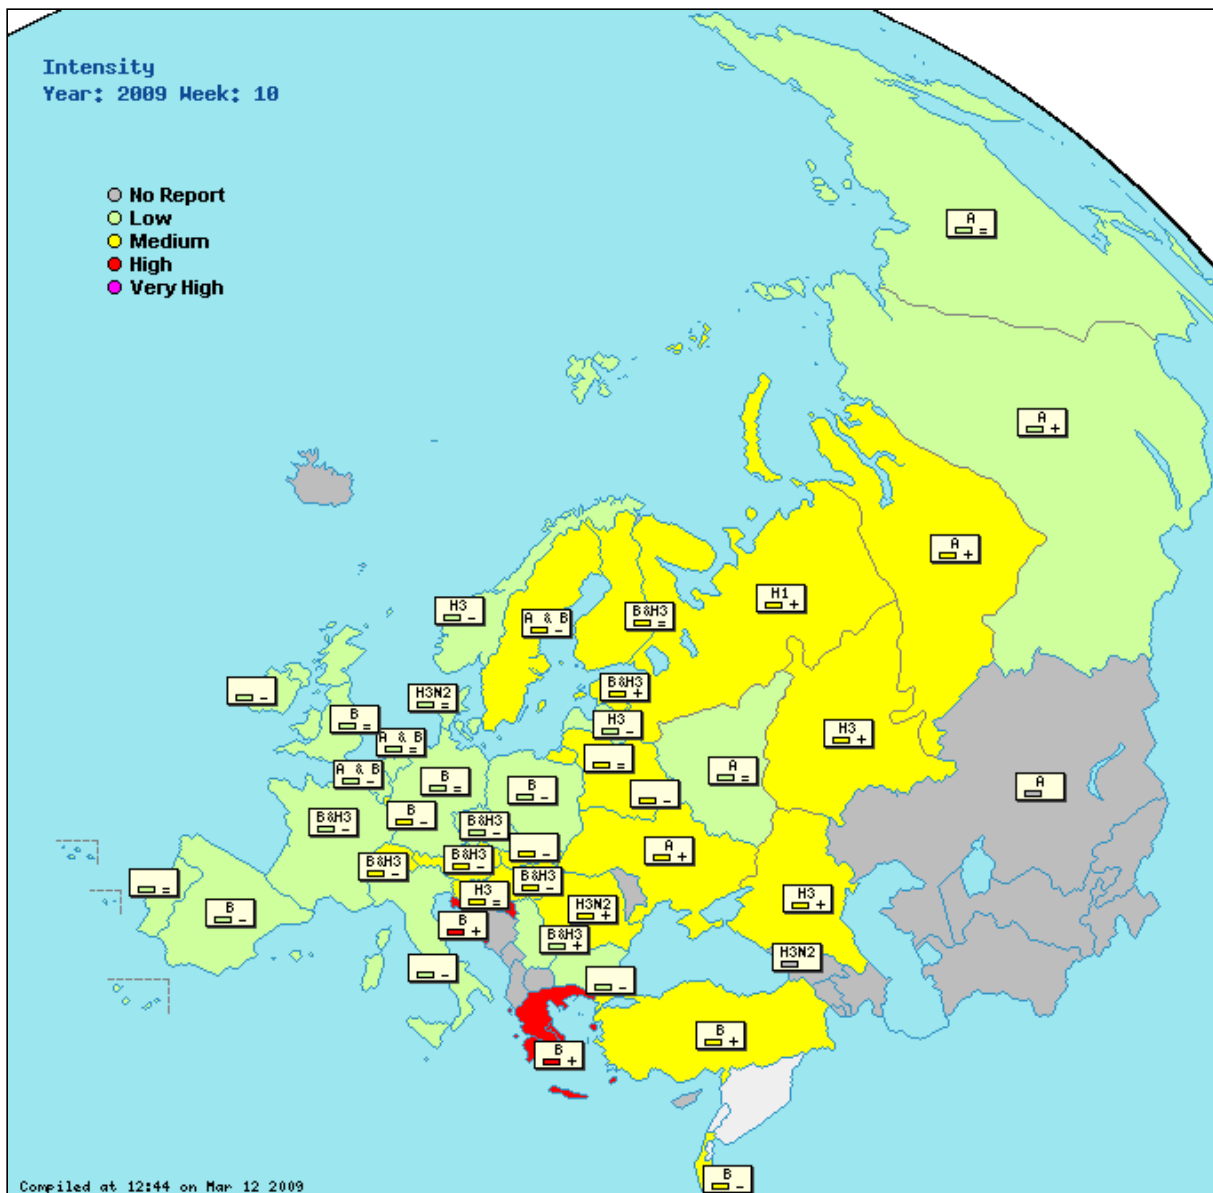 Intensity
Year: 2009 Week: 10
No Report
Low
Medium
High
Very High
A
=
A
+
A
+
H1
+
H3
-
A & B
-
B&H3
=
B&H3
+
-
H3N2
=
B
=
H3
-
A & B
=
H3
+
=
A
=
A & B
-
B
=
B
-
-
A
B
-
B&H3
-
B&H3
-
-
A
+
B&H3
-
B&H3
-
B&H3
-
=
H3
=
H3
+
B
-
H3N2
+
B
+
B&H3
+
H3N2
-
-
B
+
B
+
B
-
Compiled at 12:44 on Mar 12 2009